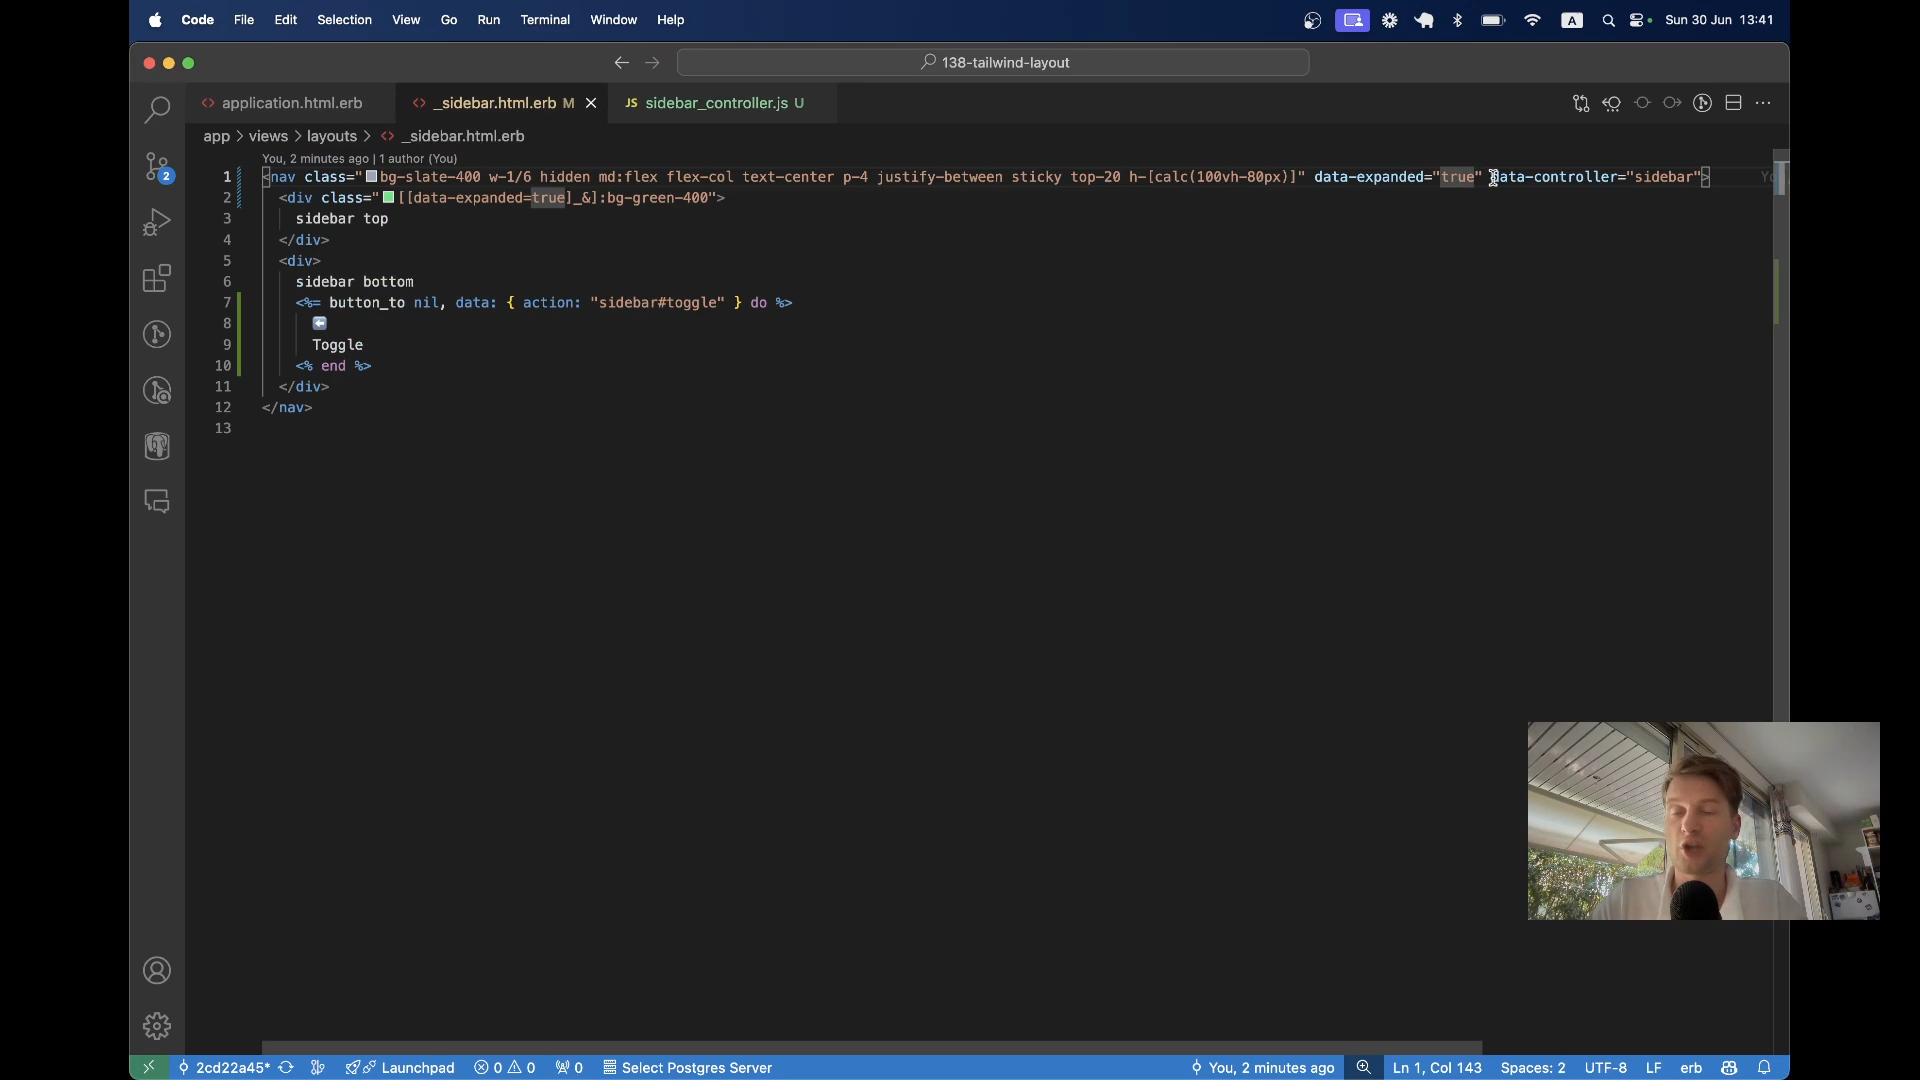 Code File Edit Selection View Go Run Terminal Window Help A Sun 30 Jun 13:41
138-tailwind-layout
application.html.erb _sidebar.html.erb M JS sidebar_controller.js U
app > views > layouts > _sidebar.html.erb
You, 2 minutes ago | 1 author (You)
1 <nav class="bg-slate-400 w-1/6 hidden md:flex flex-col text-center p-4 justify-between sticky top-20 h-[calc(100vh-80px)]" data-expanded="true" data-controller="sidebar">
2 <div class="[[data-expanded=true]_&]:bg-green-400">
3 sidebar top
4 </div>
5 <div>
6 sidebar bottom
7 <%= button_to nil, data: { action: "sidebar#toggle" } do %>
8 ⬅️
9 Toggle
10 <% end %>
11 </div>
12 </nav>
13
2
2cd22a45* Launchpad 0 0 0 Select Postgres Server You, 2 minutes ago Ln 1, Col 143 Spaces: 2 UTF-8 LF erb